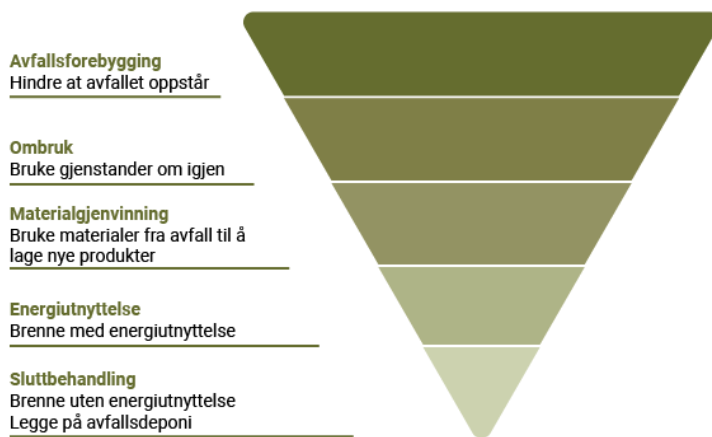 Avfallsforebygging
Hindre at avfallet oppstår
Ombruk
Bruke gjenstander om igjen
Materialgjenvinning
Bruke materialer fra avfall til å
lage nye produkter
Energiutnyttelse
Brenne med energiutnyttelse
Sluttbehandling
Brenne uten energiutnyttelse
Legge på avfallsdeponi